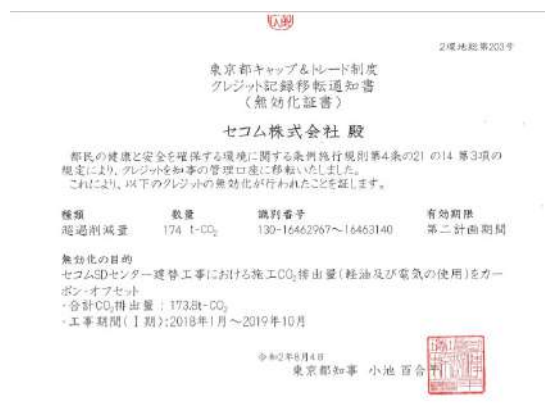 2環地総第203号
東京都キャップ&トレード制度
クレジット記録移転通知書
(無効化証書)
セコム株式会社 殿
都民の健康と安全を確保する環境に関する条例施行規則第4条の21 の14 第3項の
規定により、クレジットを知事の管理口座に移転いたしました。
これにより、以下のクレジットの無効化が行われたことを証します。
種類 数量 識別番号 有効期限
超過削減量 174 t-CO₂ 130-16462967~16463140 第二計画期間
無効化の目的
セコムSDセンター建替工事における施工CO₂排出量(軽油及び電気の使用)をカー
ボン・オフセット
・合計CO₂排出量 : 173.8t-CO₂
・工事期間(Ⅰ期):2018年1月~2019年10月
令和2年8月4日
東京都知事 小池 百合